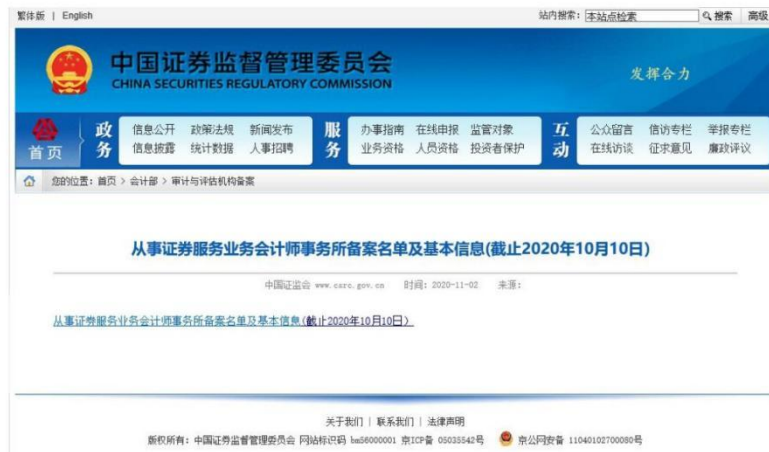 繁体版 | English 站内搜索: 本站点检索 搜索 高级
中国证券监督管理委员会
CHINA SECURITIES REGULATORY COMMISSION
发挥合力
首页
政务
信息公开 政策法规 新闻发布
信息披露 统计数据 人事招聘
服务
办事指南 在线申报 监管对象
业务资格 人员资格 投资者保护
互动
公众留言 信访专栏 举报专栏
在线访谈 征求意见 廉政评议
您的位置: 首页 > 会计部 > 审计与评估机构备案
从事证券服务业务会计师事务所备案名单及基本信息(截止2020年10月10日)
中国证监会 www.csrc.gov.cn 时间: 2020-11-02 来源:
从事证券服务业务会计师事务所备案名单及基本信息(截止2020年10月10日)
关于我们 | 联系我们 | 法律声明
版权所有: 中国证券监督管理委员会 网站标识码 bm56000001 京ICP备 05035542号 京公网安备 11040102700080号